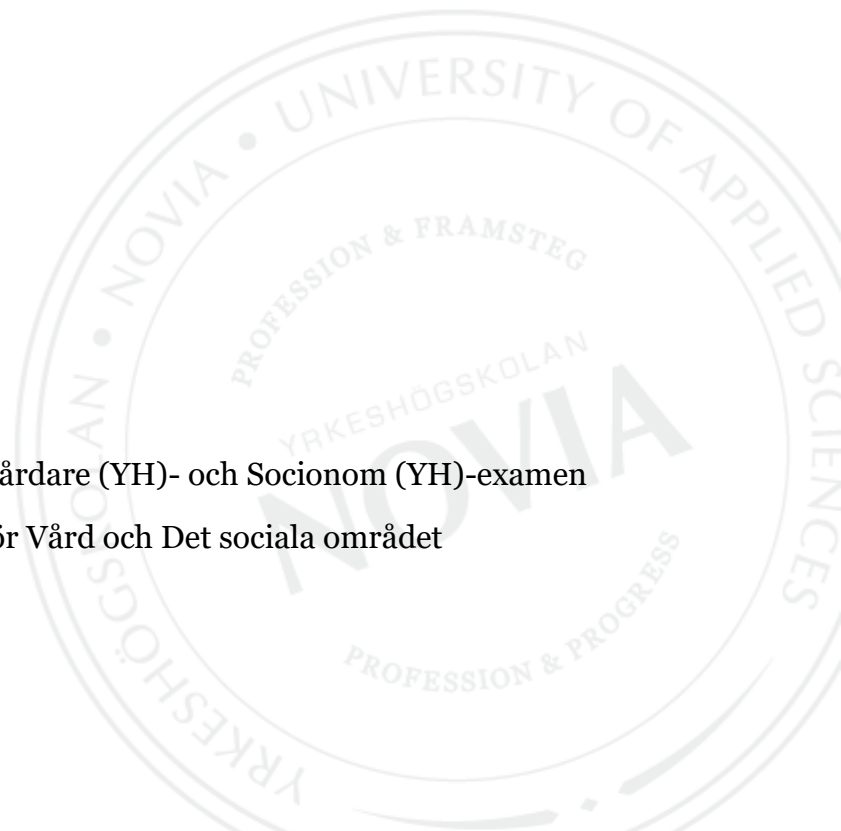 YRKESHÖGSKOLAN • NOVIA • UNIVERSITY OF APPLIED SCIENCES
PROFESSION & FRAMSTEG
YRKESHÖGSKOLAN
NOVIA
årdare (YH)- och Socionom (YH)-examen
ör Vård och Det sociala området
PROFESSION & PROGRESS